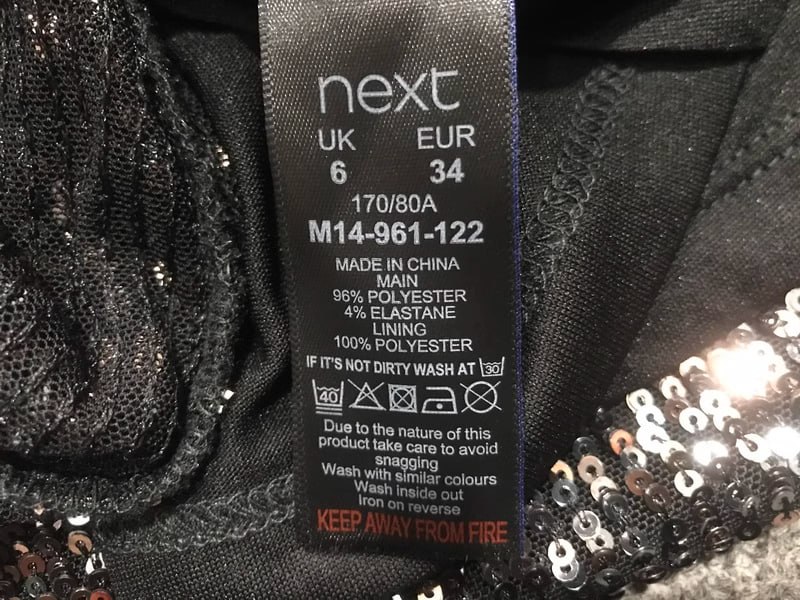 next
UK EUR
6 34
170/80A
M14-961-122
MADE IN CHINA
MAIN
96% POLYESTER
4% ELASTANE
LINING
100% POLYESTER
IF IT'S NOT DIRTY WASH AT 30°
40
Due to the nature of this
product take care to avoid
snagging
Wash with similar colours
Wash inside out
Iron on reverse
KEEP AWAY FROM FIRE